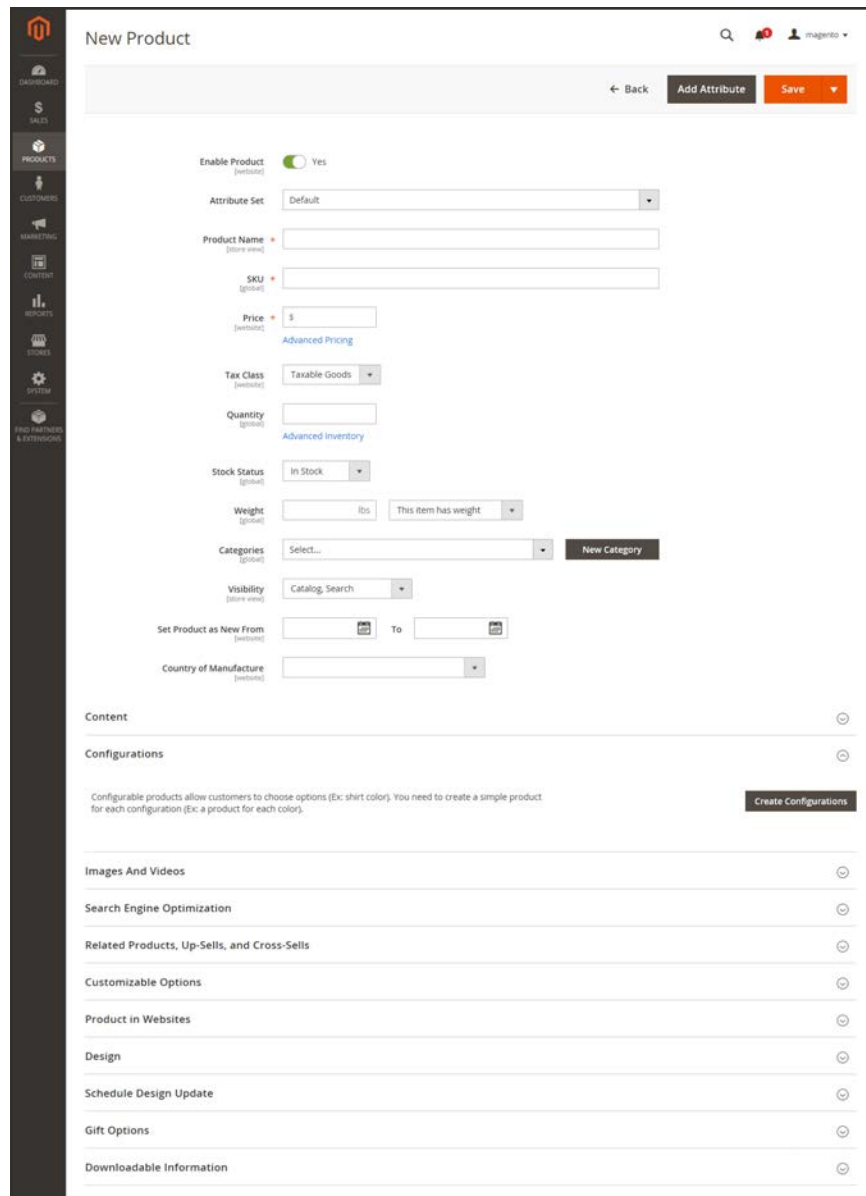 New Product
1
magento
DASHBOARD
SALES
PRODUCTS
CUSTOMERS
MARKETING
CONTENT
REPORTS
STORES
SYSTEM
FIND PARTNERS
& EXTENSIONS
← Back
Add Attribute
Save
Enable Product
[website]
Yes
Attribute Set
Default
Product Name *
[store view]
SKU *
[global]
Price *
[website]
$
Advanced Pricing
Tax Class
[website]
Taxable Goods
Quantity
[global]
Advanced Inventory
Stock Status
[global]
In Stock
Weight
[global]
lbs
This item has weight
Categories
[global]
Select...
New Category
Visibility
[store view]
Catalog, Search
Set Product as New From
[website]
To
Country of Manufacture
[website]
Content
Configurations
Configurable products allow customers to choose options (Ex: shirt color). You need to create a simple product
for each configuration (Ex: a product for each color).
Create Configurations
Images And Videos
Search Engine Optimization
Related Products, Up-Sells, and Cross-Sells
Customizable Options
Product in Websites
Design
Schedule Design Update
Gift Options
Downloadable Information